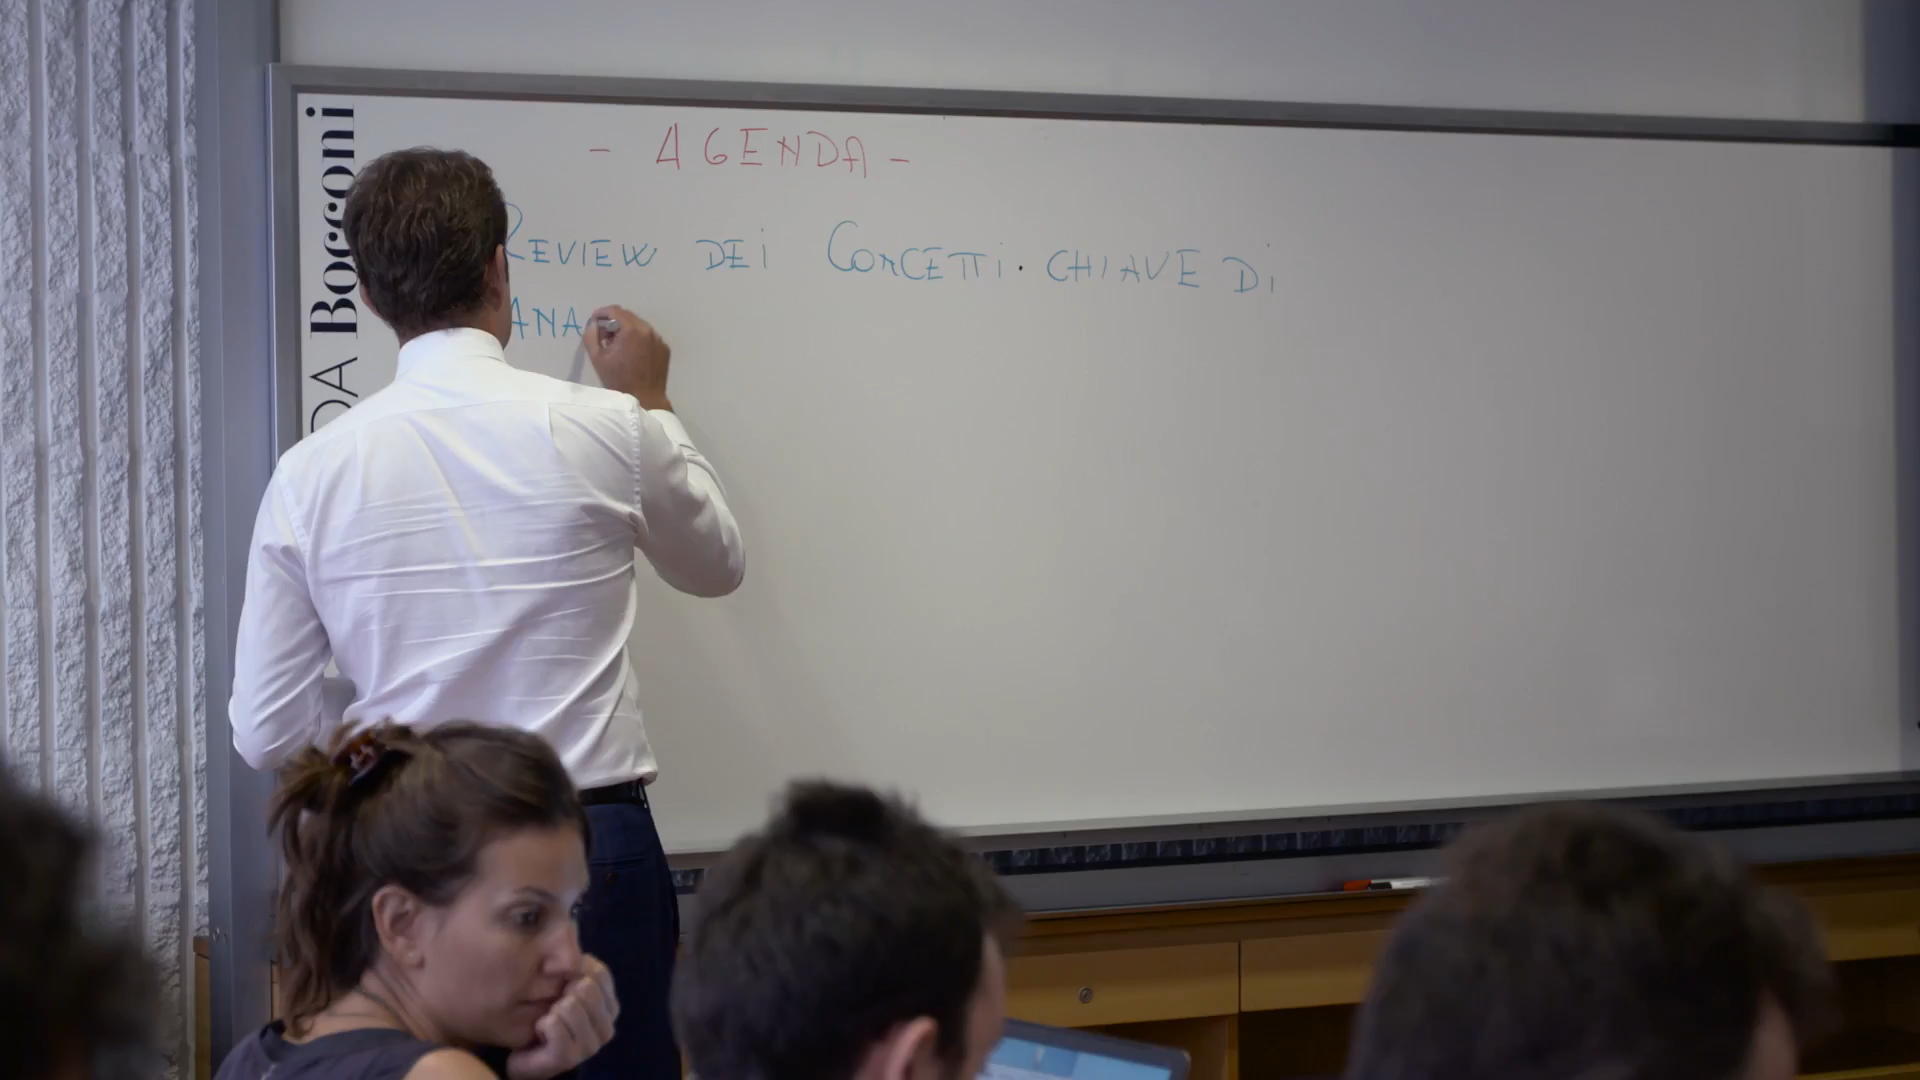 DA Bocconi
- AGENDA -
REVIEW DEI CONCETTI CHIAVE DI
ANA